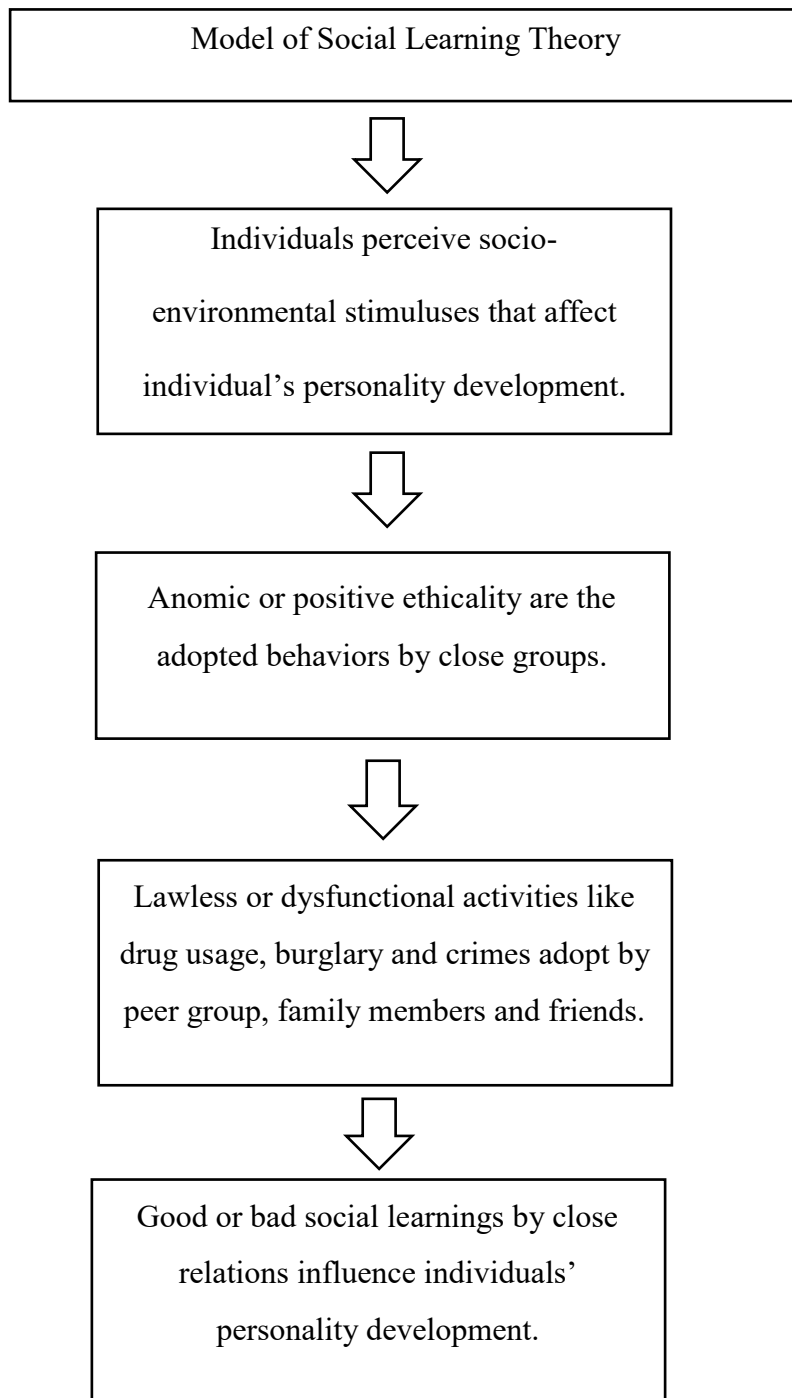 Model of Social Learning Theory
Individuals perceive socio-
environmental stimuluses that affect
individual’s personality development.
Anomic or positive ethicality are the
adopted behaviors by close groups.
Lawless or dysfunctional activities like
drug usage, burglary and crimes adopt by
peer group, family members and friends.
Good or bad social learnings by close
relations influence individuals’
personality development.